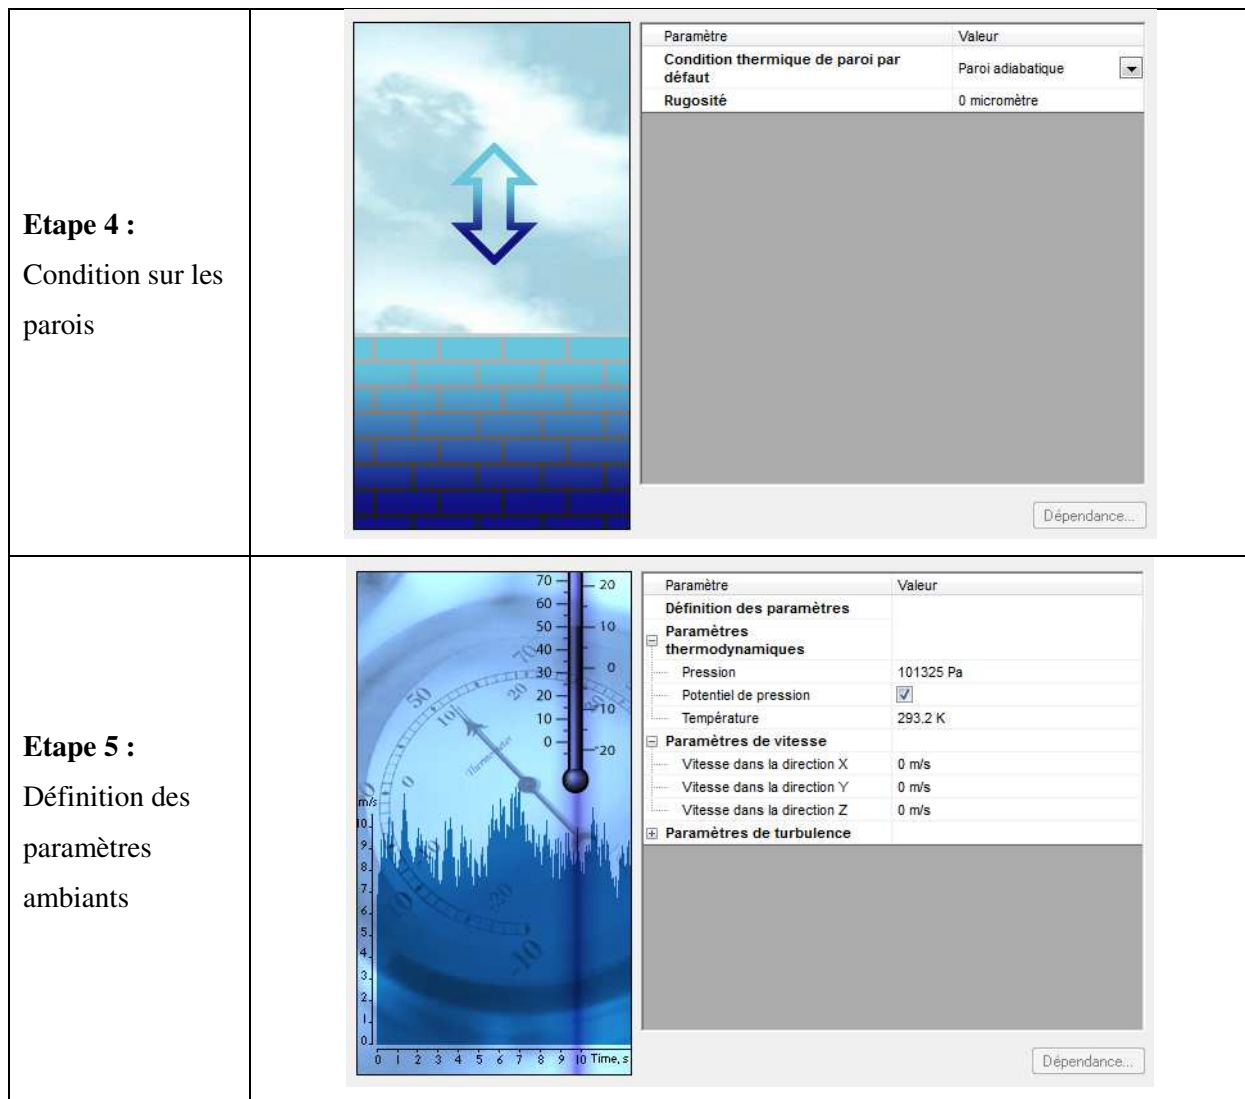 Etape 4 :
Condition sur les
parois
Paramètre Valeur
Condition thermique de paroi par
défaut
Paroi adiabatique
Rugosité 0 micromètre
Dépendance...
Etape 5 :
Définition des
paramètres
ambiants
70 20
60
50 10
40
30 0
20
10 -10
0 -20
Thermometer
m/s
10
9
8
7
6
5
4
3
2
1
0
0 1 2 3 4 5 6 7 8 9 10 Time, s
Paramètre Valeur
Définition des paramètres
Paramètres
thermodynamiques
Pression 101325 Pa
Potentiel de pression
Température 293.2 K
Paramètres de vitesse
Vitesse dans la direction X 0 m/s
Vitesse dans la direction Y 0 m/s
Vitesse dans la direction Z 0 m/s
Paramètres de turbulence
Dépendance...